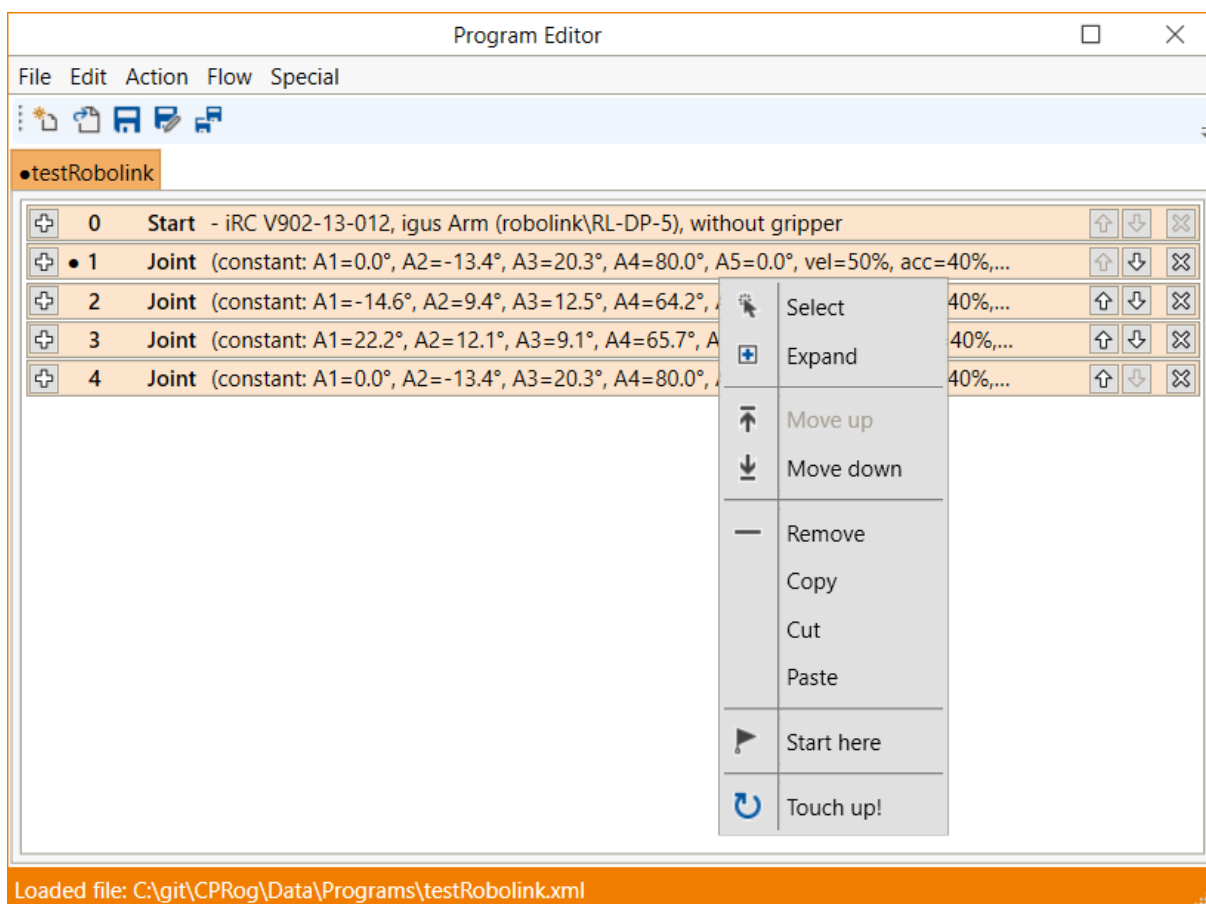 Program Editor
File Edit Action Flow Special
●testRobolink
0 Start - iRC V902-13-012, igus Arm (robolink\RL-DP-5), without gripper
● 1 Joint (constant: A1=0.0°, A2=-13.4°, A3=20.3°, A4=80.0°, A5=0.0°, vel=50%, acc=40%,...
2 Joint (constant: A1=-14.6°, A2=9.4°, A3=12.5°, A4=64.2°, 40%,...
3 Joint (constant: A1=22.2°, A2=12.1°, A3=9.1°, A4=65.7°, A 40%,...
4 Joint (constant: A1=0.0°, A2=-13.4°, A3=20.3°, A4=80.0°, 40%,...
Select
Expand
Move up
Move down
Remove
Copy
Cut
Paste
Start here
Touch up!
Loaded file: C:\git\CPRog\Data\Programs\testRobolink.xml